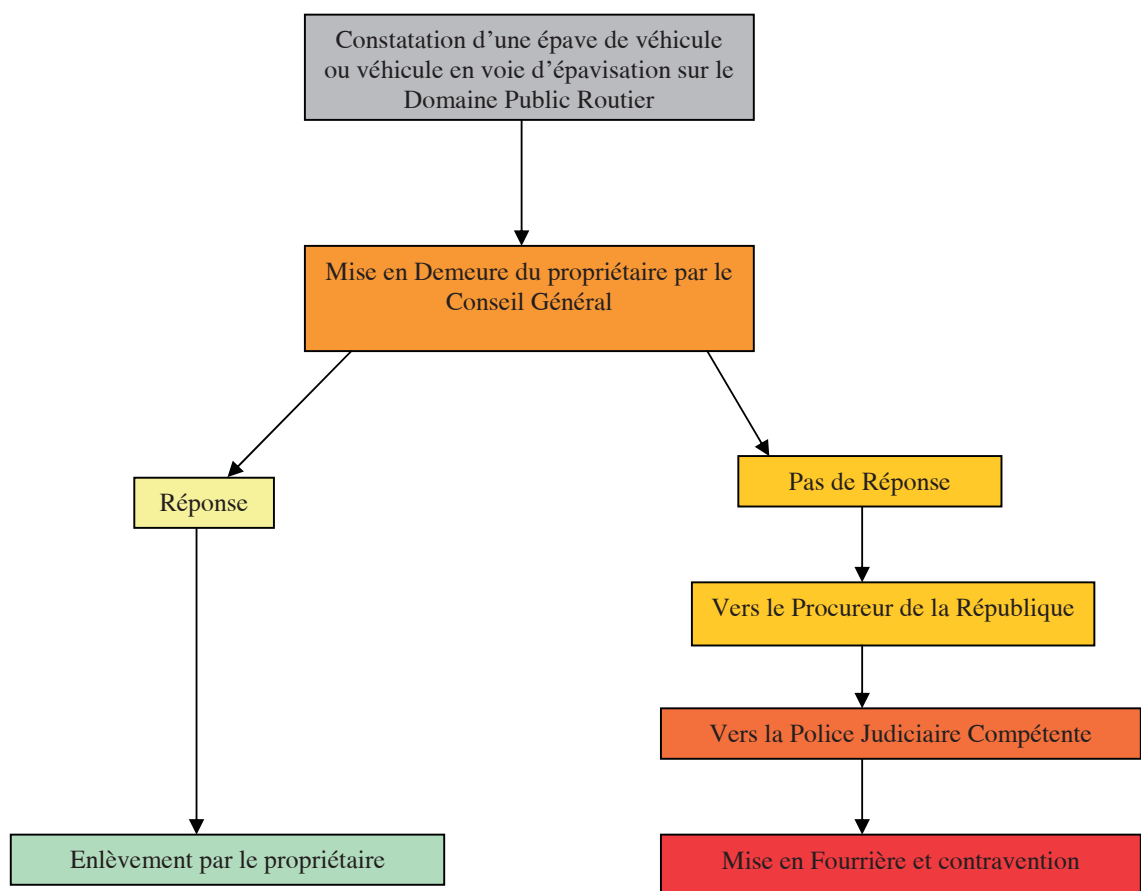 Constatation d’une épave de véhicule
ou véhicule en voie d’épavisation sur le
Domaine Public Routier
Mise en Demeure du propriétaire par le
Conseil Général
Réponse
Pas de Réponse
Vers le Procureur de la République
Vers la Police Judiciaire Compétente
Enlèvement par le propriétaire
Mise en Fourrière et contravention